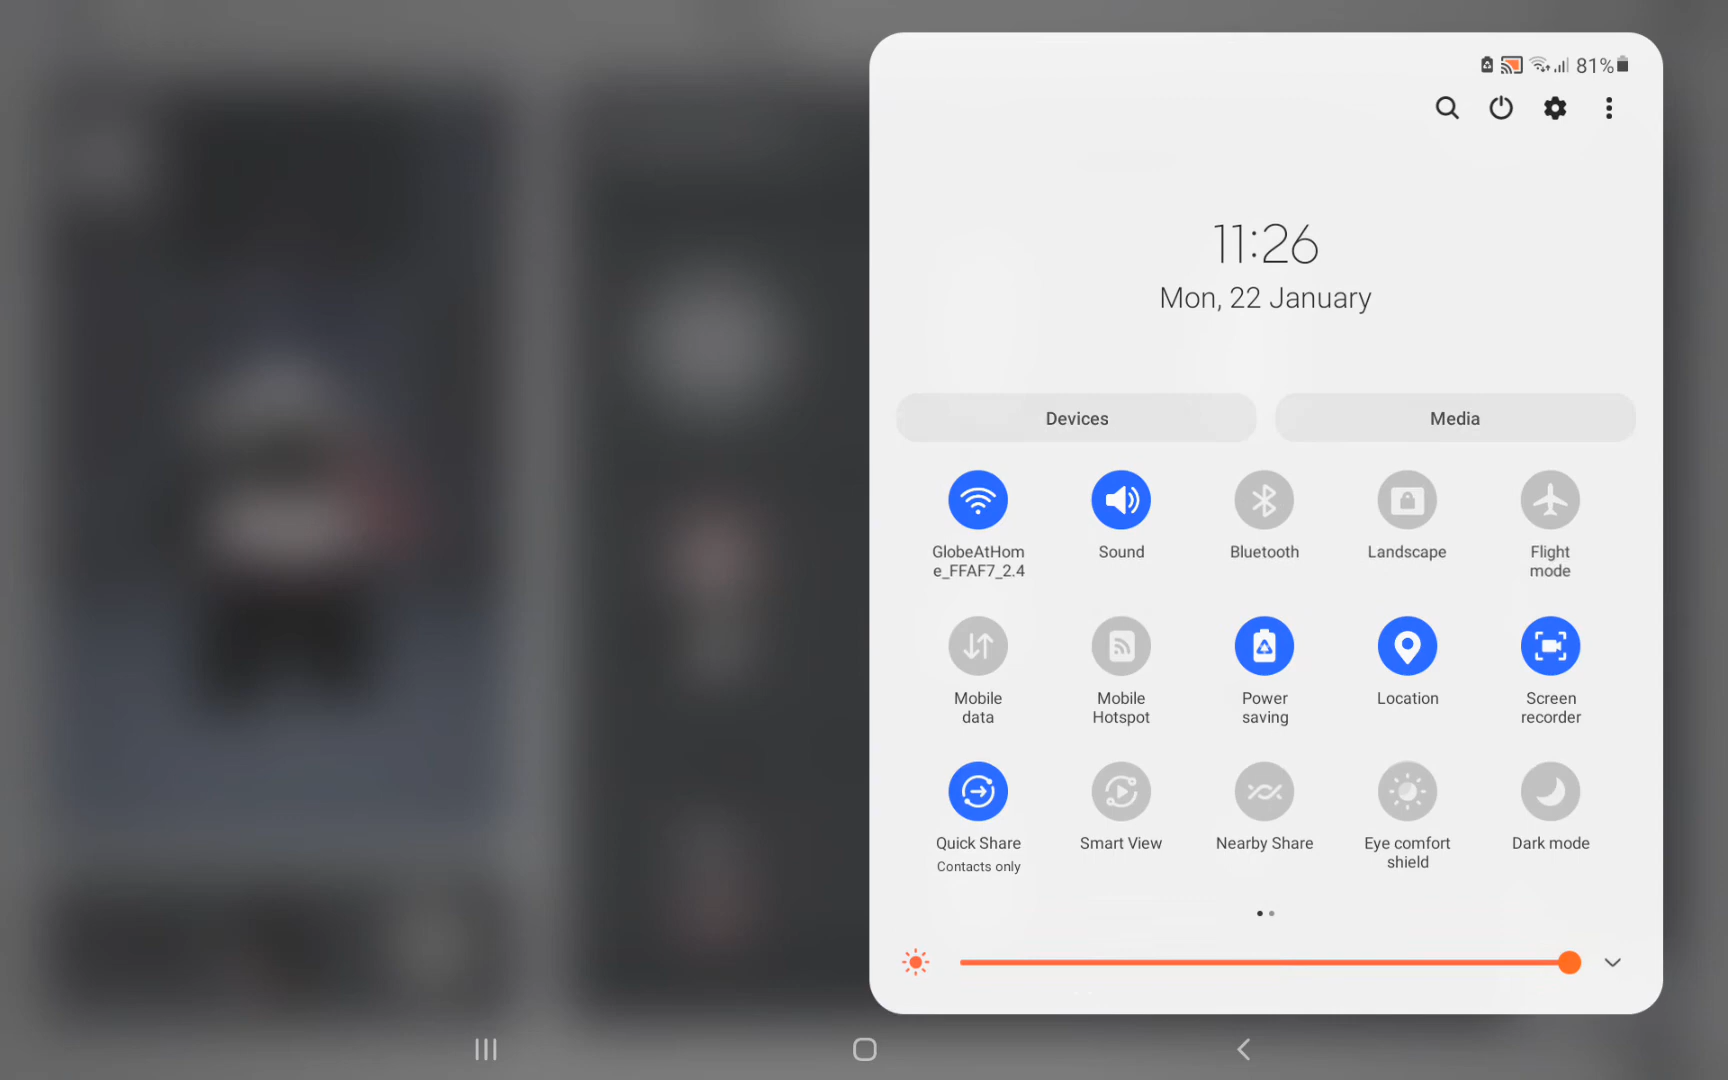 81%
11:26
Mon, 22 January
Devices
Media
GlobeAtHom
e_FFAF7_2.4
Sound
Bluetooth
Landscape
Flight
mode
Mobile
data
Mobile
Hotspot
Power
saving
Location
Screen
recorder
Quick Share
Contacts only
Smart View
Nearby Share
Eye comfort
shield
Dark mode